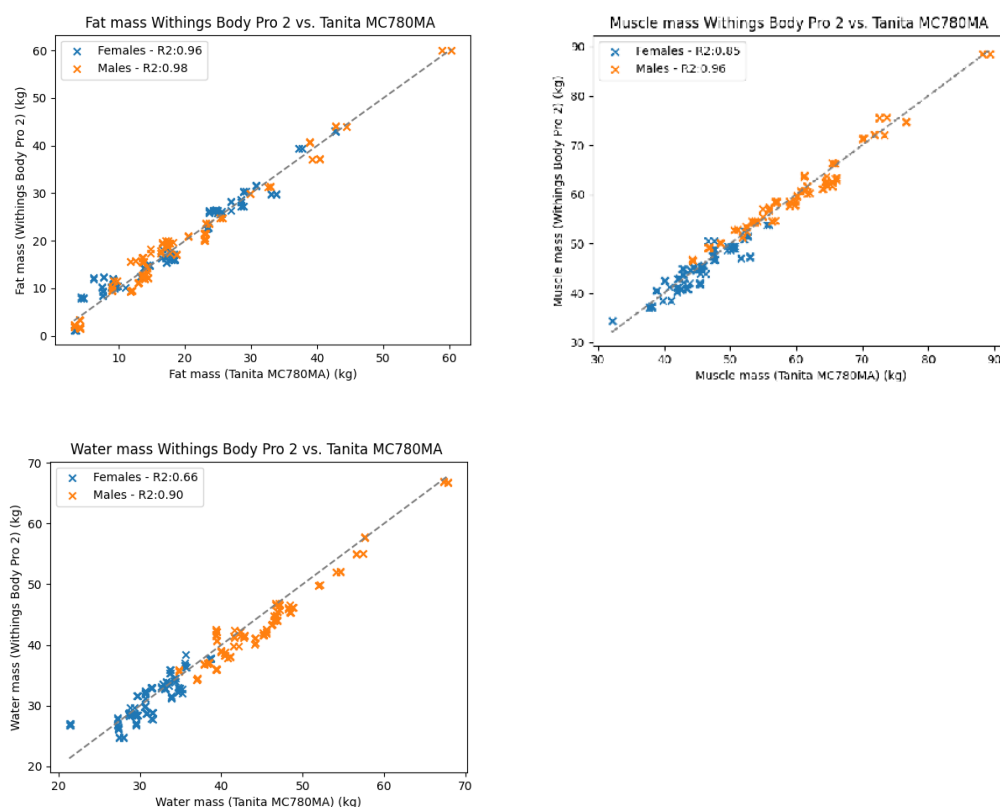 Fat mass Withings Body Pro 2 vs. Tanita MC780MA
Females - R2:0.96
Males - R2:0.98
60
50
40
30
20
10
0
Fat mass (Withings Body Pro 2) (kg)
10 20 30 40 50 60
Fat mass (Tanita MC780MA) (kg)
Muscle mass Withings Body Pro 2 vs. Tanita MC780MA
Females - R2:0.85
Males - R2:0.96
90
80
70
60
50
40
30
Muscle mass (Withings Body Pro 2) (kg)
30 40 50 60 70 80 90
Muscle mass (Tanita MC780MA) (kg)
Water mass Withings Body Pro 2 vs. Tanita MC780MA
Females - R2:0.66
Males - R2:0.90
70
60
50
40
30
20
Water mass (Withings Body Pro 2) (kg)
20 30 40 50 60 70
Water mass (Tanita MC780MA) (kg)